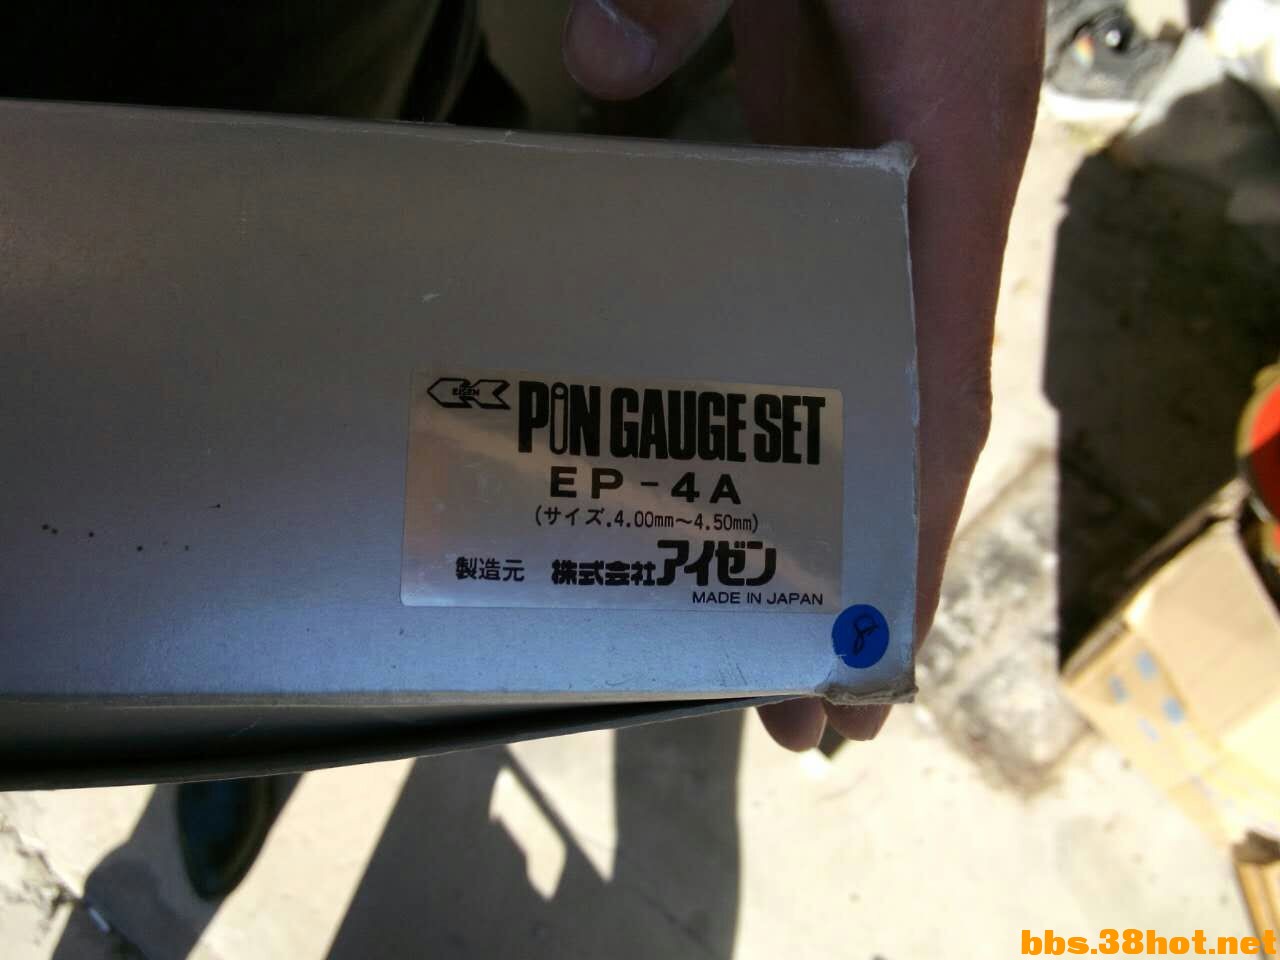 EISEN
PiN GAUGE SET
EP-4A
(サイズ.4.00mm〜4.50mm)
製造元 株式会社アイゼン
MADE IN JAPAN
8
bbs.38hot.net